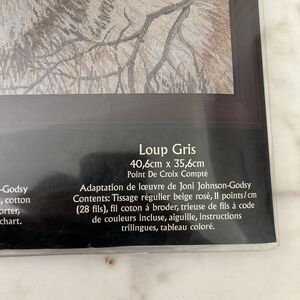 Loup Gris
40,6cm x 35,6cm
Point De Croix Compté
Adaptation de lœuvre de Joni Johnson-Godsy
Contents: Tissage régulier beige rosé, 11 points/cm
(28 fils), fil coton á broder, trieuse de fils á code
de couleurs incluse, aiguille, instructions
trilingues, tableau coloré.
-Godsy
, cotton
orter,
chart.